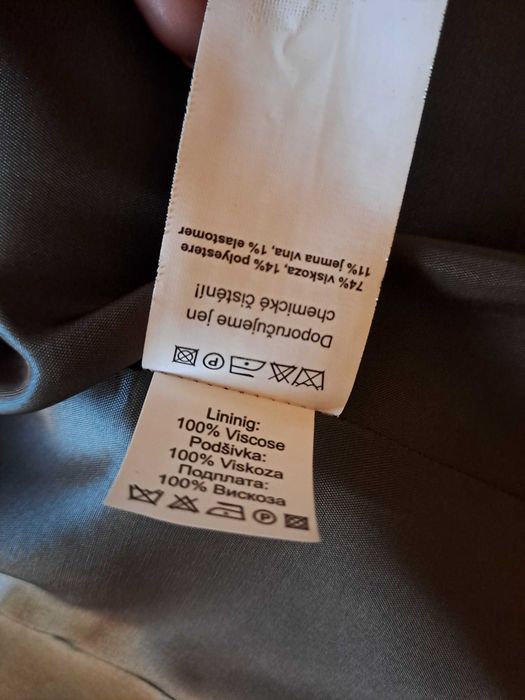 Doporučujeme jen
chemické čistění!!
74% viskoza, 14% polyestere
11% jemna vlna, 1% elastomer
Lininig:
100% Viscose
Podšivka:
100% Viskoza
Подплата:
100% Вискоза